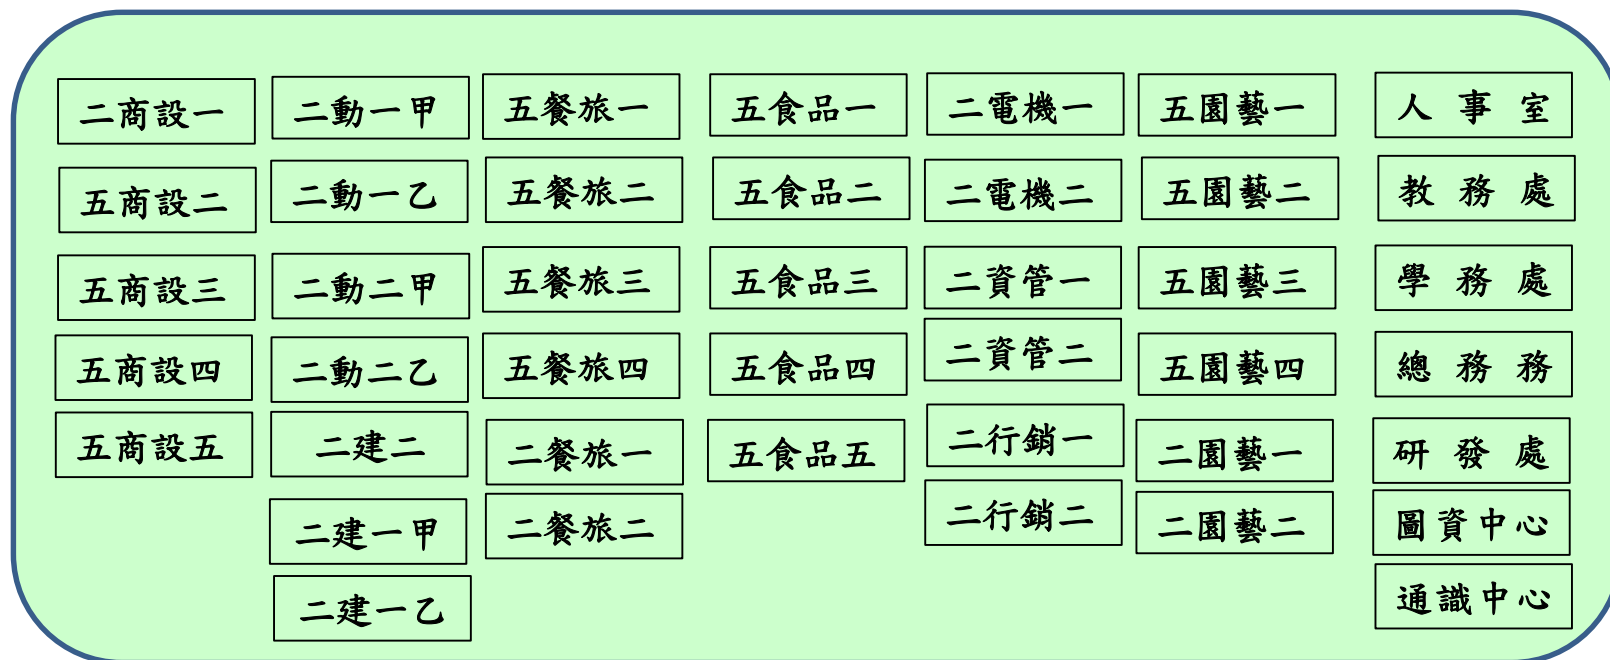 二商設一
五商設二
五商設三
五商設四
五商設五
二動一甲
二動一乙
二動二甲
二動二乙
二建二
二建一甲
二建一乙
五餐旅一
五餐旅二
五餐旅三
五餐旅四
二餐旅一
二餐旅二
五食品一
五食品二
五食品三
五食品四
五食品五
二電機一
二電機二
二資管一
二資管二
二行銷一
二行銷二
五園藝一
五園藝二
五園藝三
五園藝四
二園藝一
二園藝二
人 事 室
教 務 處
學 務 處
總 務 務
研 發 處
圖資中心
通識中心